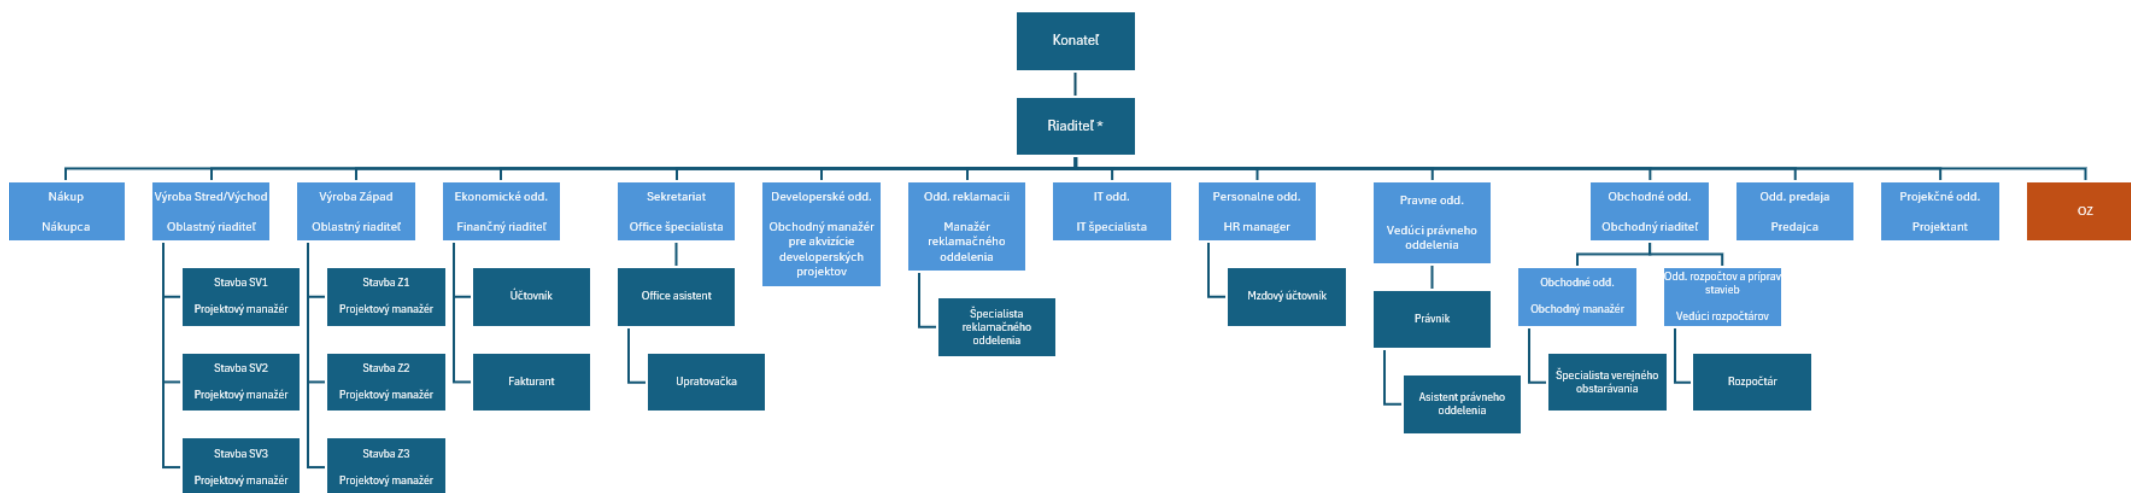 Konateľ
Riaditeľ *
Nákup
Nákupca
Výroba Stred/Východ
Oblastný riaditeľ
Výroba Západ
Oblastný riaditeľ
Ekonomické odd.
Finančný riaditeľ
Sekretariat
Office špecialista
Developerské odd.
Obchodný manažér
pre akvizície
developerských
projektov
Odd. reklamacii
Manažér
reklamačného
oddelenia
IT odd.
IT špecialista
Personalne odd.
HR manager
Pravne odd.
Vedúci právneho
oddelenia
Obchodné odd.
Obchodný riaditeľ
Odd. predaja
Predajca
Projekčné odd.
Projektant
OZ
Stavba SV1
Projektový manažér
Stavba Z1
Projektový manažér
Účtovník
Office asistent
Špecialista
reklamačného
oddelenia
Mzdový účtovník
Právnik
Obchodné odd.
Obchodný manažér
Odd. rozpočtov a príprav
stavieb
Vedúci rozpočtárov
Stavba SV2
Projektový manažér
Stavba Z2
Projektový manažér
Fakturant
Upratovačka
Asistent právneho
oddelenia
Špecialista verejného
obstarávania
Rozpočtár
Stavba SV3
Projektový manažér
Stavba Z3
Projektový manažér